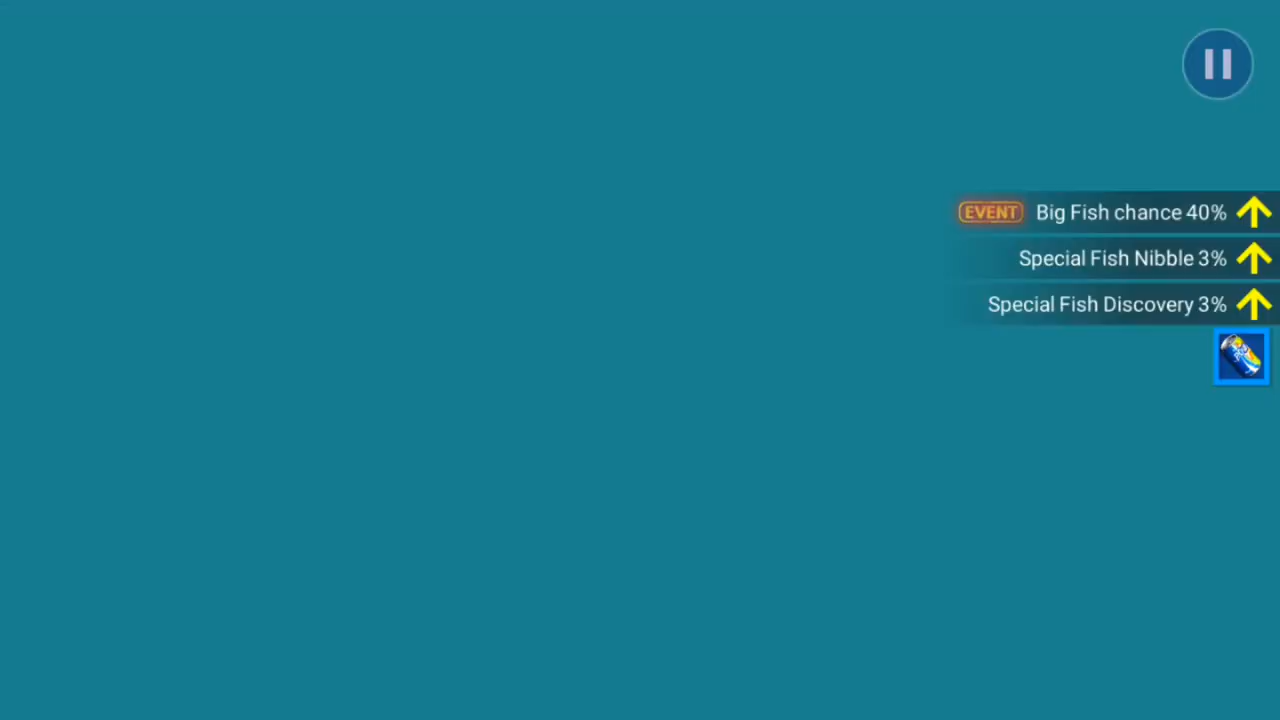 EVENT Big Fish chance 40%
Special Fish Nibble 3%
Special Fish Discovery 3%